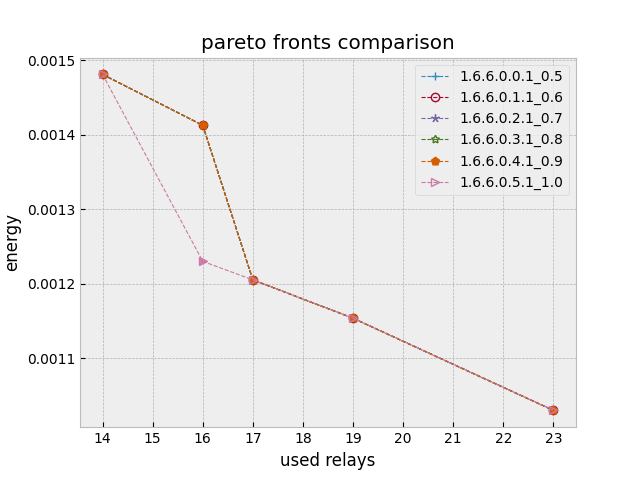 pareto fronts comparison
0.0015
0.0014
0.0013
0.0012
0.0011
energy
1.6.6.0.0.1_0.5
1.6.6.0.1.1_0.6
1.6.6.0.2.1_0.7
1.6.6.0.3.1_0.8
1.6.6.0.4.1_0.9
1.6.6.0.5.1_1.0
14 15 16 17 18 19 20 21 22 23
used relays